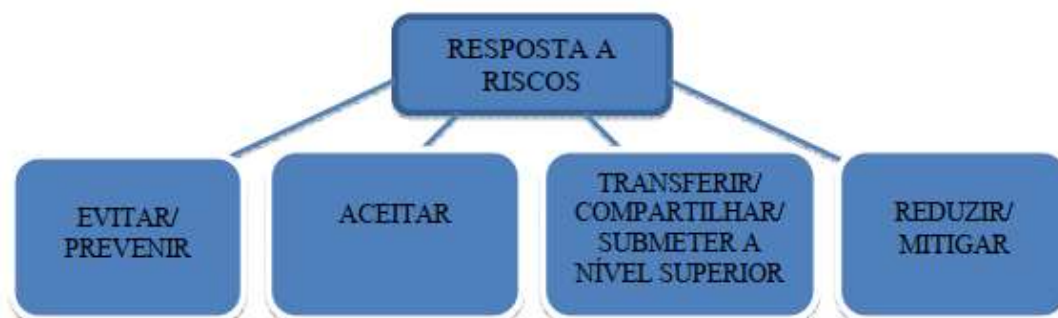 RESPOSTA A
RISCOS
EVITAR/
PREVENIR
ACEITAR
TRANSFERIR/
COMPARTILHAR/
SUBMETER A
NÍVEL SUPERIOR
REDUZIR/
MITIGAR